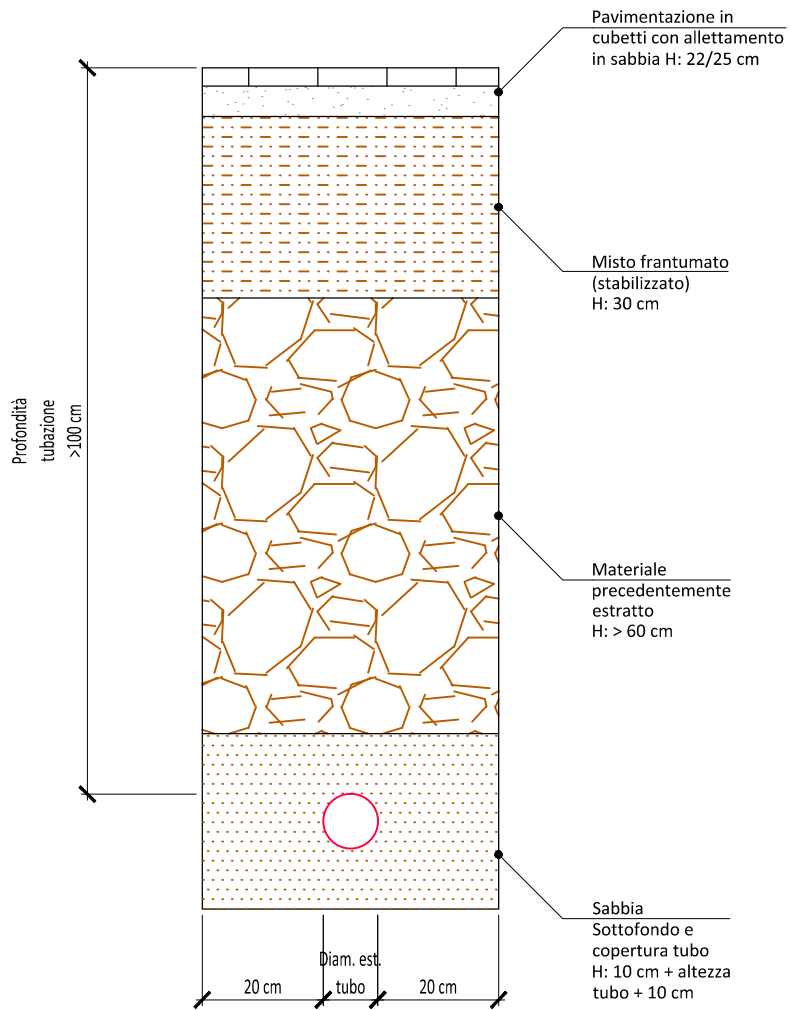 Pavimentazione in
cubetti con allettamento
in sabbia H: 22/25 cm
Misto frantumato
(stabilizzato)
H: 30 cm
Profondità
tubazione
>100 cm
Materiale
precedentemente
estratto
H: > 60 cm
Sabbia
Sottofondo e
copertura tubo
H: 10 cm + altezza
tubo + 10 cm
20 cm
Diam. est.
tubo
20 cm